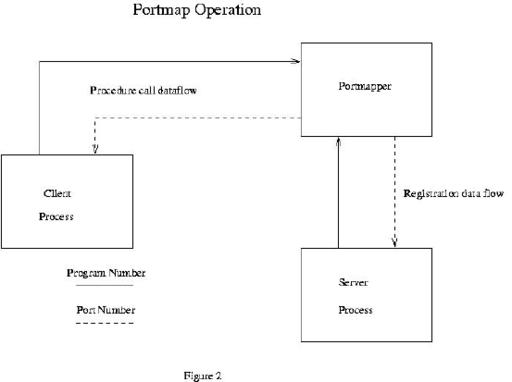 Portmap Operation
Procedure call dataflow
Portmapper
Client
Process
Registration data flow
Program Number
Port Number
Server
Process
Figure 2